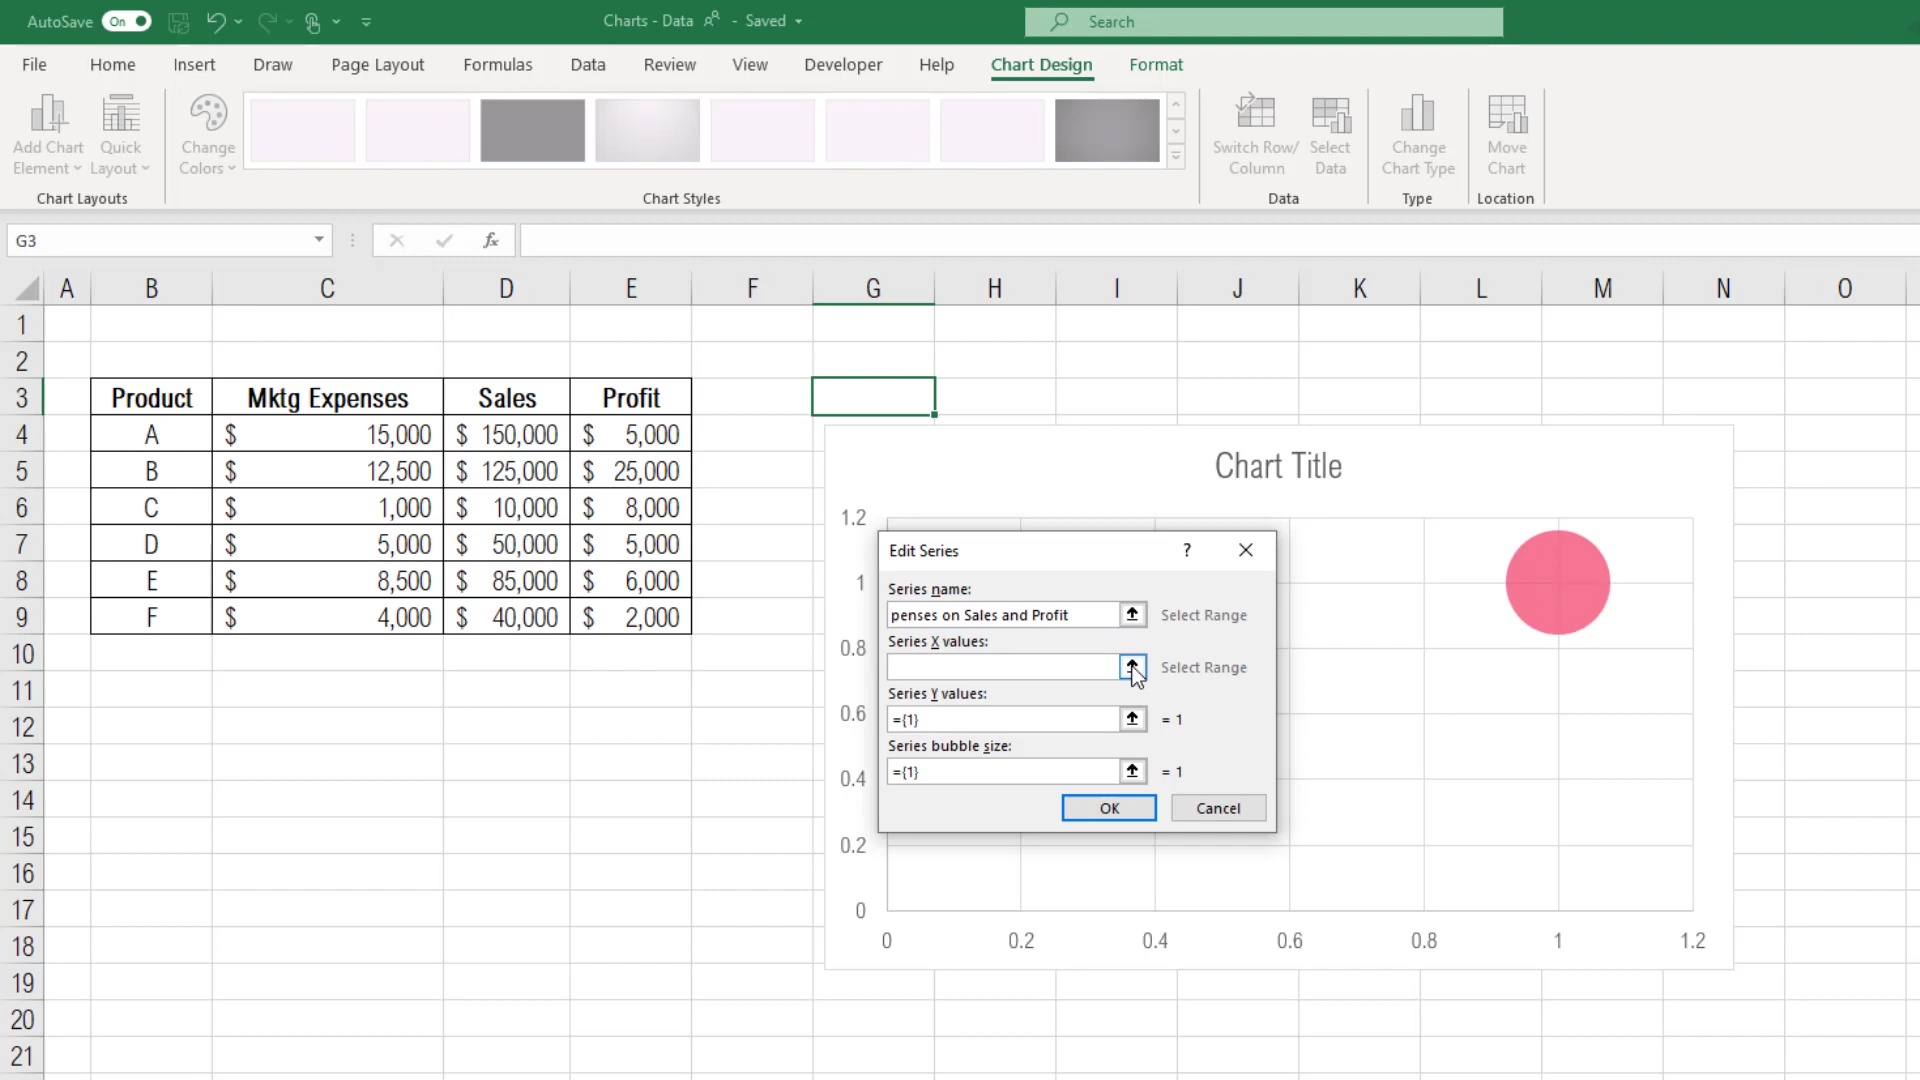 AutoSave On Charts - Data - Saved Search
File Home Insert Draw Page Layout Formulas Data Review View Developer Help Chart Design Format
Add Chart Element Quick Layout Change Colors Switch Row/ Column Select Data Change Chart Type Move Chart
Chart Layouts Chart Styles Data Type Location
G3 fx
A B C D E F G H I J K L M N O
1
2
3 Product Mktg Expenses Sales Profit
4 A $ 15,000 $ 150,000 $ 5,000
5 B $ 12,500 $ 125,000 $ 25,000
6 C $ 1,000 $ 10,000 $ 8,000
7 D $ 5,000 $ 50,000 $ 5,000
8 E $ 8,500 $ 85,000 $ 6,000
9 F $ 4,000 $ 40,000 $ 2,000
10
11
12
13
14
15
16
17
18
19
20
21
Chart Title
1.2
1
0.8
0.6
0.4
0.2
0
0 0.2 0.4 0.6 0.8 1 1.2
Edit Series ?
Series name:
penses on Sales and Profit Select Range
Series X values:
Select Range
Series Y values:
={1} = 1
Series bubble size:
={1} = 1
OK Cancel